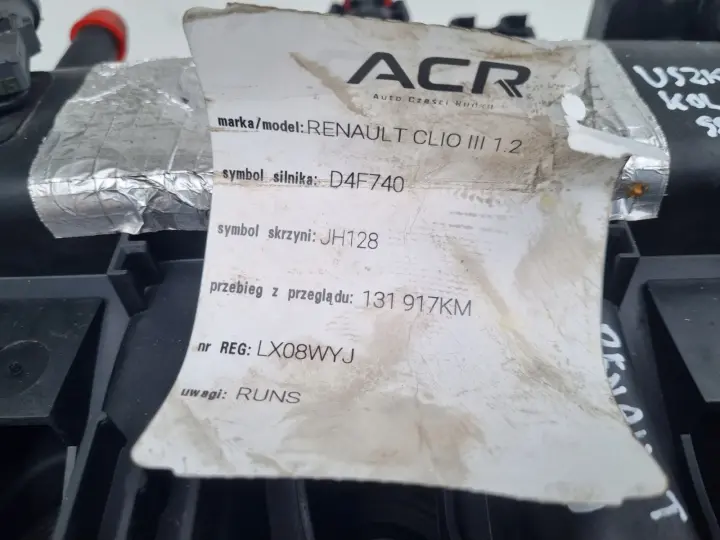 ACR
marka/model: RENAULT CLIO III 1.2
symbol silnika: D4F740
symbol skrzyni: JH128
przebieg z przeglądu: 131 917KM
nr REG: LX08WYJ
uwagi: RUNS